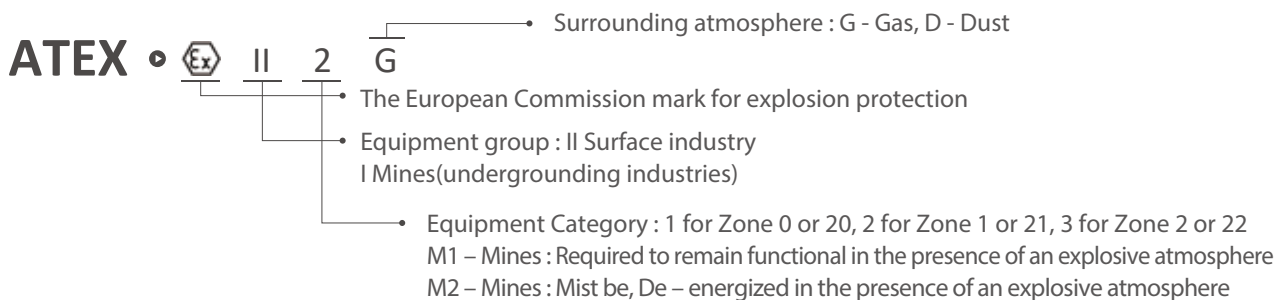 Surrounding atmosphere : G - Gas, D - Dust
ATEX Ex II 2 G
The European Commission mark for explosion protection
Equipment group : II Surface industry
I Mines(undergrounding industries)
Equipment Category : 1 for Zone 0 or 20, 2 for Zone 1 or 21, 3 for Zone 2 or 22
M1 – Mines : Required to remain functional in the presence of an explosive atmosphere
M2 – Mines : Mist be, De – energized in the presence of an explosive atmosphere